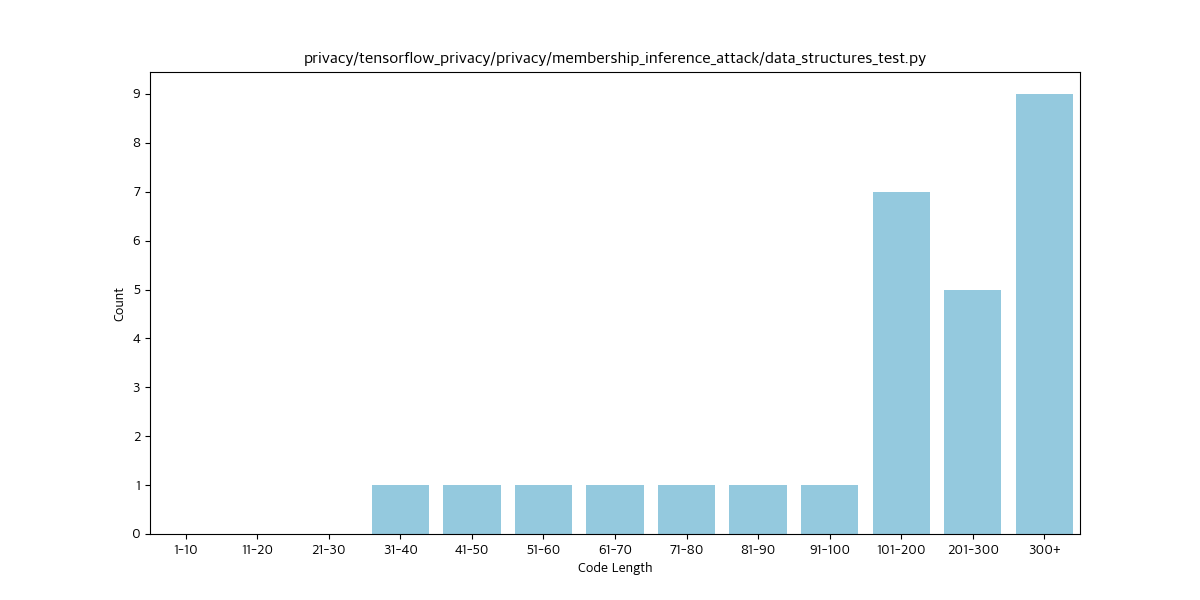 privacy/tensorflow_privacy/privacy/membership_inference_attack/data_structures_test.py
9
8
7
6
5
4
3
2
1
0
Count
1-10 11-20 21-30 31-40 41-50 51-60 61-70 71-80 81-90 91-100 101-200 201-300 300+
Code Length